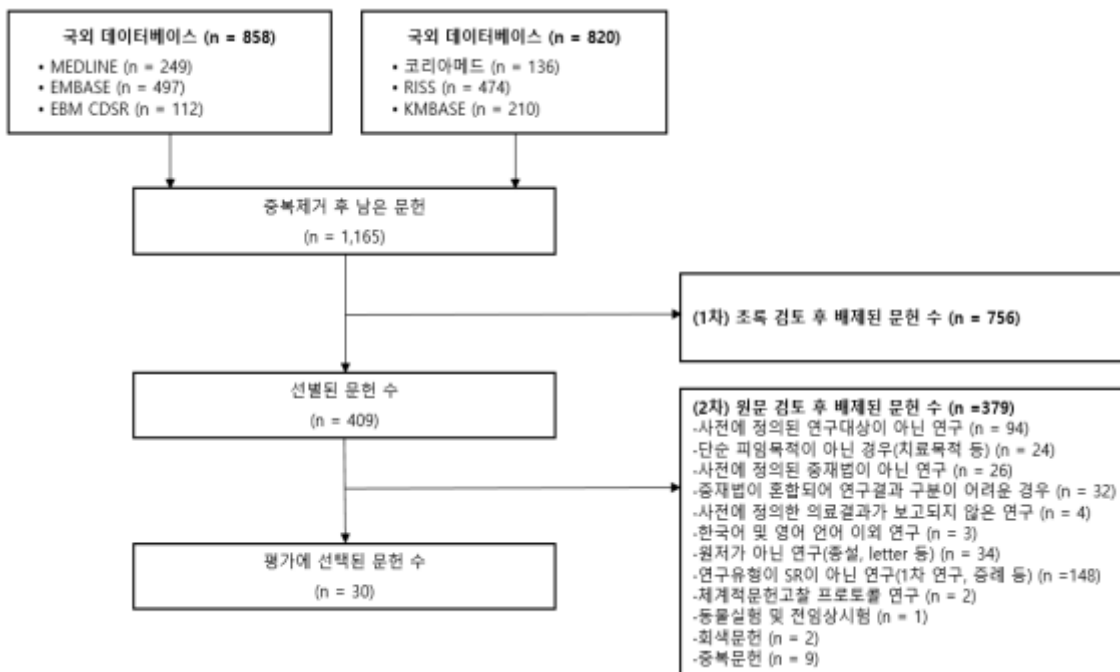 국외 데이터베이스 (n = 858)
• MEDLINE (n = 249)
• EMBASE (n = 497)
• EBM CDSR (n = 112)
국외 데이터베이스 (n = 820)
• 코리아메드 (n = 136)
• RISS (n = 474)
• KMBASE (n = 210)
중복제거 후 남은 문헌
(n = 1,165)
(1차) 초록 검토 후 배제된 문헌 수 (n = 756)
선별된 문헌 수
(n = 409)
(2차) 원문 검토 후 배제된 문헌 수 (n =379)
-사전에 정의된 연구대상이 아닌 연구 (n = 94)
-단순 피임목적이 아닌 경우(치료목적 등) (n = 24)
-사전에 정의된 중재법이 아닌 연구 (n = 26)
-중재법이 혼합되어 연구결과 구분이 어려운 경우 (n = 32)
-사전에 정의한 의료결과가 보고되지 않은 연구 (n = 4)
-한국어 및 영어 언어 이외 연구 (n = 3)
-원저가 아닌 연구(종설, letter 등) (n = 34)
-연구유형이 SR이 아닌 연구(1차 연구, 증례 등) (n =148)
-체계적문헌고찰 프로토콜 연구 (n = 2)
-동물실험 및 전임상시험 (n = 1)
-회색문헌 (n = 2)
-중복문헌 (n = 9)
평가에 선택된 문헌 수
(n = 30)